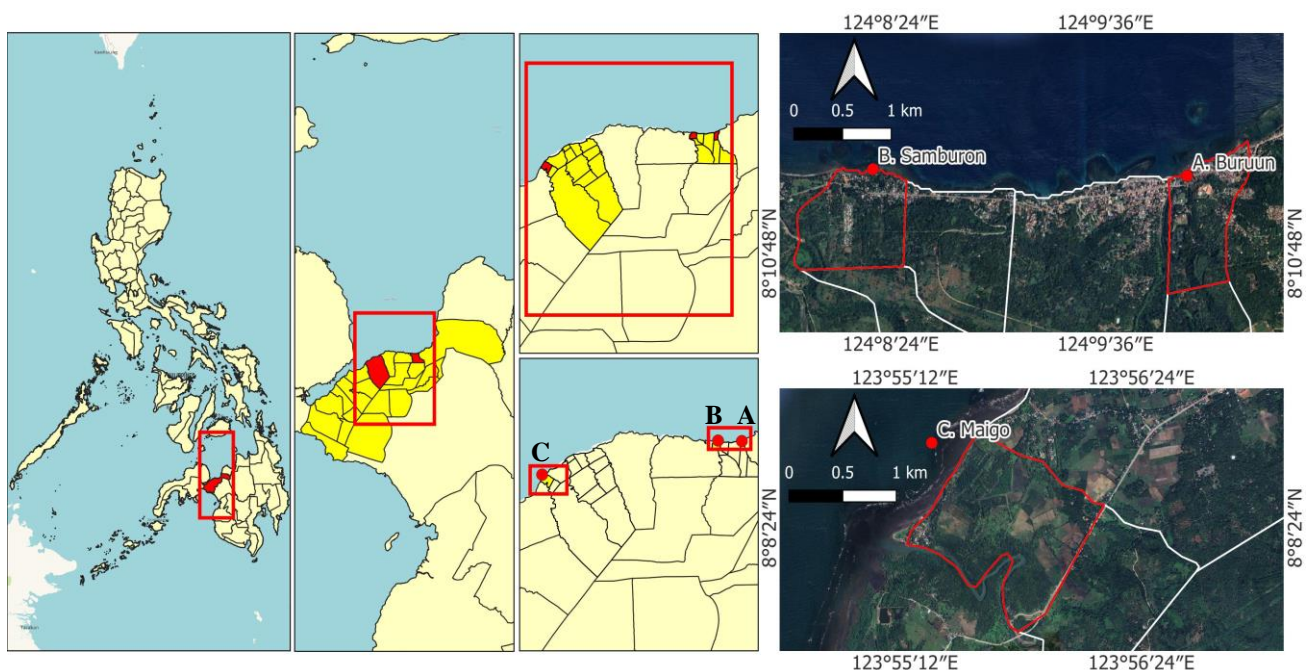 B
A
C
124°8′24″E
124°9′36″E
0
0.5
1 km
B. Samburon
A. Buruun
8°10′48″N
8°10′48″N
124°8′24″E
124°9′36″E
123°55′12″E
123°56′24″E
0
0.5
1 km
C. Maigo
8°8′24″N
8°8′24″N
123°55′12″E
123°56′24″E